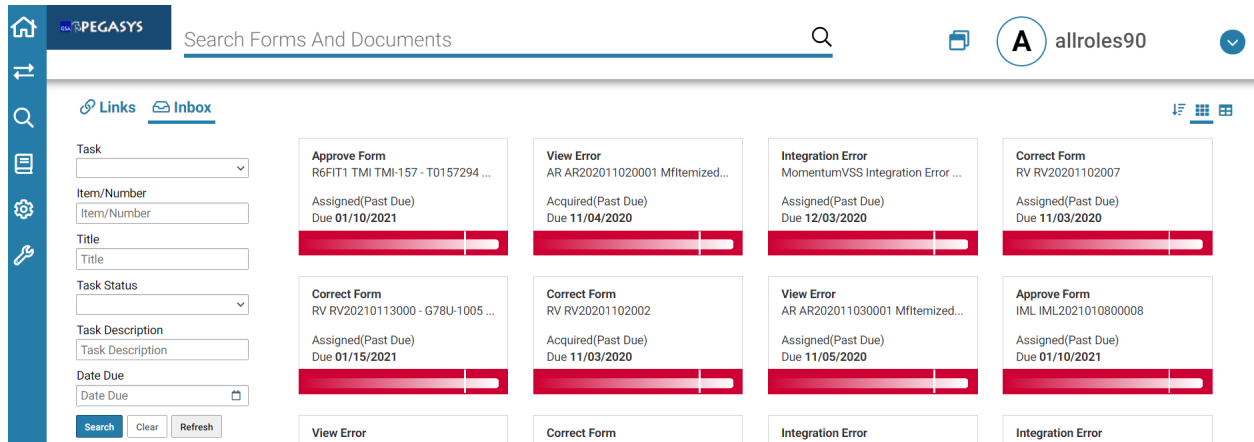 GSA PEGASYS
Search Forms And Documents
A allroles90
Links Inbox
Task
Item/Number
Item/Number
Title
Title
Task Status
Task Description
Task Description
Date Due
Date Due
Search Clear Refresh
Approve Form
R6FIT1 TMI TMI-157 - T0157294 ...
Assigned(Past Due)
Due 01/10/2021
View Error
AR AR202011020001 MfItemized...
Acquired(Past Due)
Due 11/04/2020
Integration Error
MomentumVSS Integration Error ...
Assigned(Past Due)
Due 12/03/2020
Correct Form
RV RV20201102007
Assigned(Past Due)
Due 11/03/2020
Correct Form
RV RV20210113000 - G78U-1005 ...
Assigned(Past Due)
Due 01/15/2021
Correct Form
RV RV20201102002
Acquired(Past Due)
Due 11/03/2020
View Error
AR AR202011030001 MfItemized...
Assigned(Past Due)
Due 11/05/2020
Approve Form
IML IML2021010800008
Assigned(Past Due)
Due 01/10/2021
View Error
Correct Form
Integration Error
Integration Error